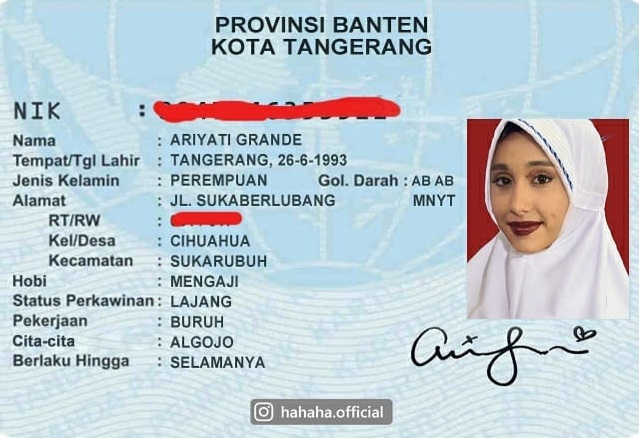 PROVINSI BANTEN
KOTA TANGERANG
NIK :
Nama : ARIYATI GRANDE
Tempat/Tgl Lahir : TANGERANG, 26-6-1993
Jenis Kelamin : PEREMPUAN Gol. Darah : AB AB
Alamat : JL. SUKABERLUBANG MNYT
RT/RW :
Kel/Desa : CIHUAHUA
Kecamatan : SUKARUBUH
Hobi : MENGAJI
Status Perkawinan : LAJANG
Pekerjaan : BURUH
Cita-cita : ALGOJO
Berlaku Hingga : SELAMANYA
hahaha.official